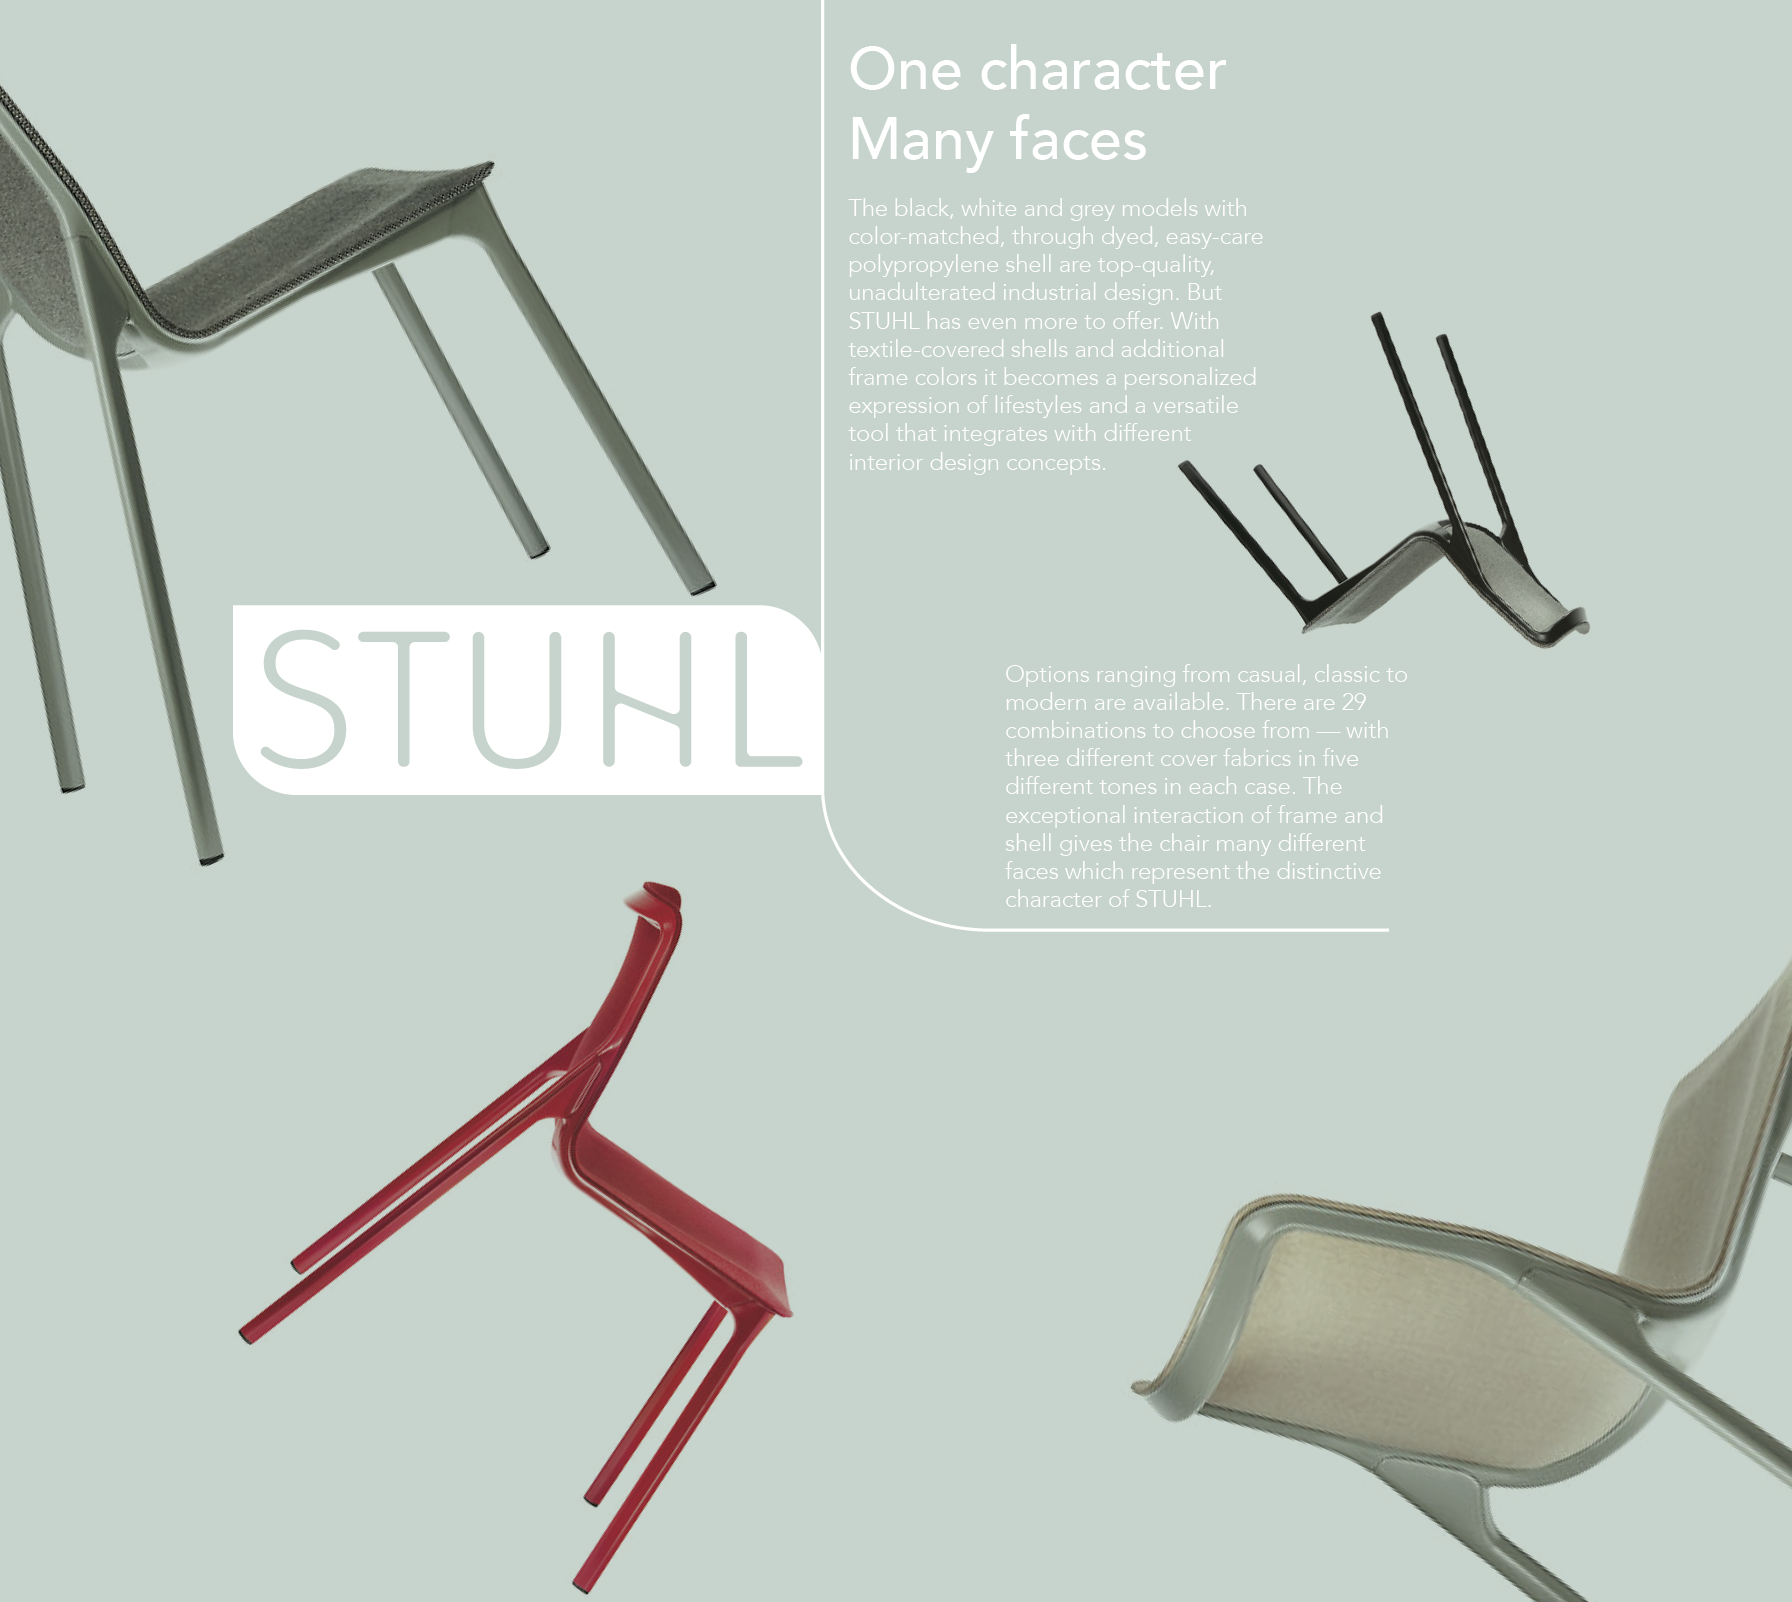 One character
Many faces
The black, white and grey models with
color-matched, through dyed, easy-care
polypropylene shell are top-quality,
unadulterated industrial design. But
STUHL has even more to offer. With
textile-covered shells and additional
frame colors it becomes a personalized
expression of lifestyles and a versatile
tool that integrates with different
interior design concepts.
STUHL
Options ranging from casual, classic to
modern are available. There are 29
combinations to choose from — with
three different cover fabrics in five
different tones in each case. The
exceptional interaction of frame and
shell gives the chair many different
faces which represent the distinctive
character of STUHL.